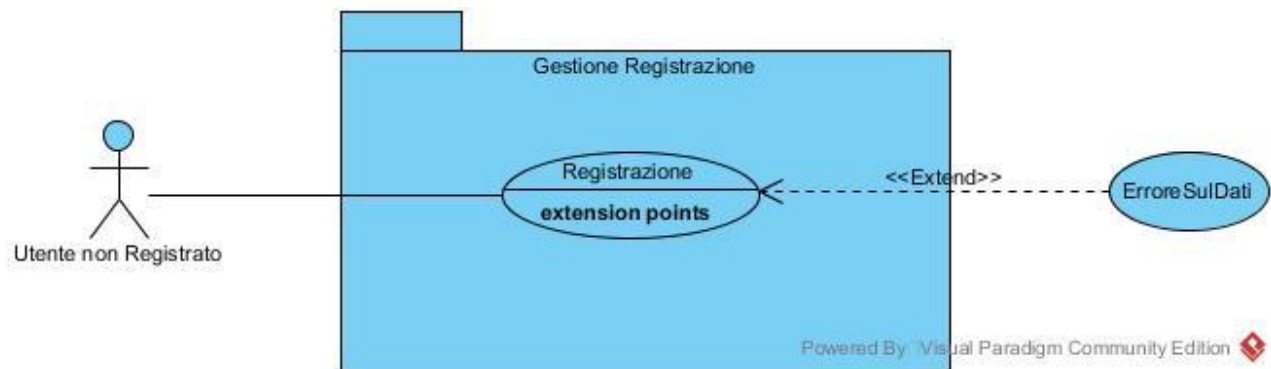 Gestione Registrazione
Registrazione
extension points
<<Extend>>
ErroreSulDati
Utente non Registrato
Powered By Visual Paradigm Community Edition